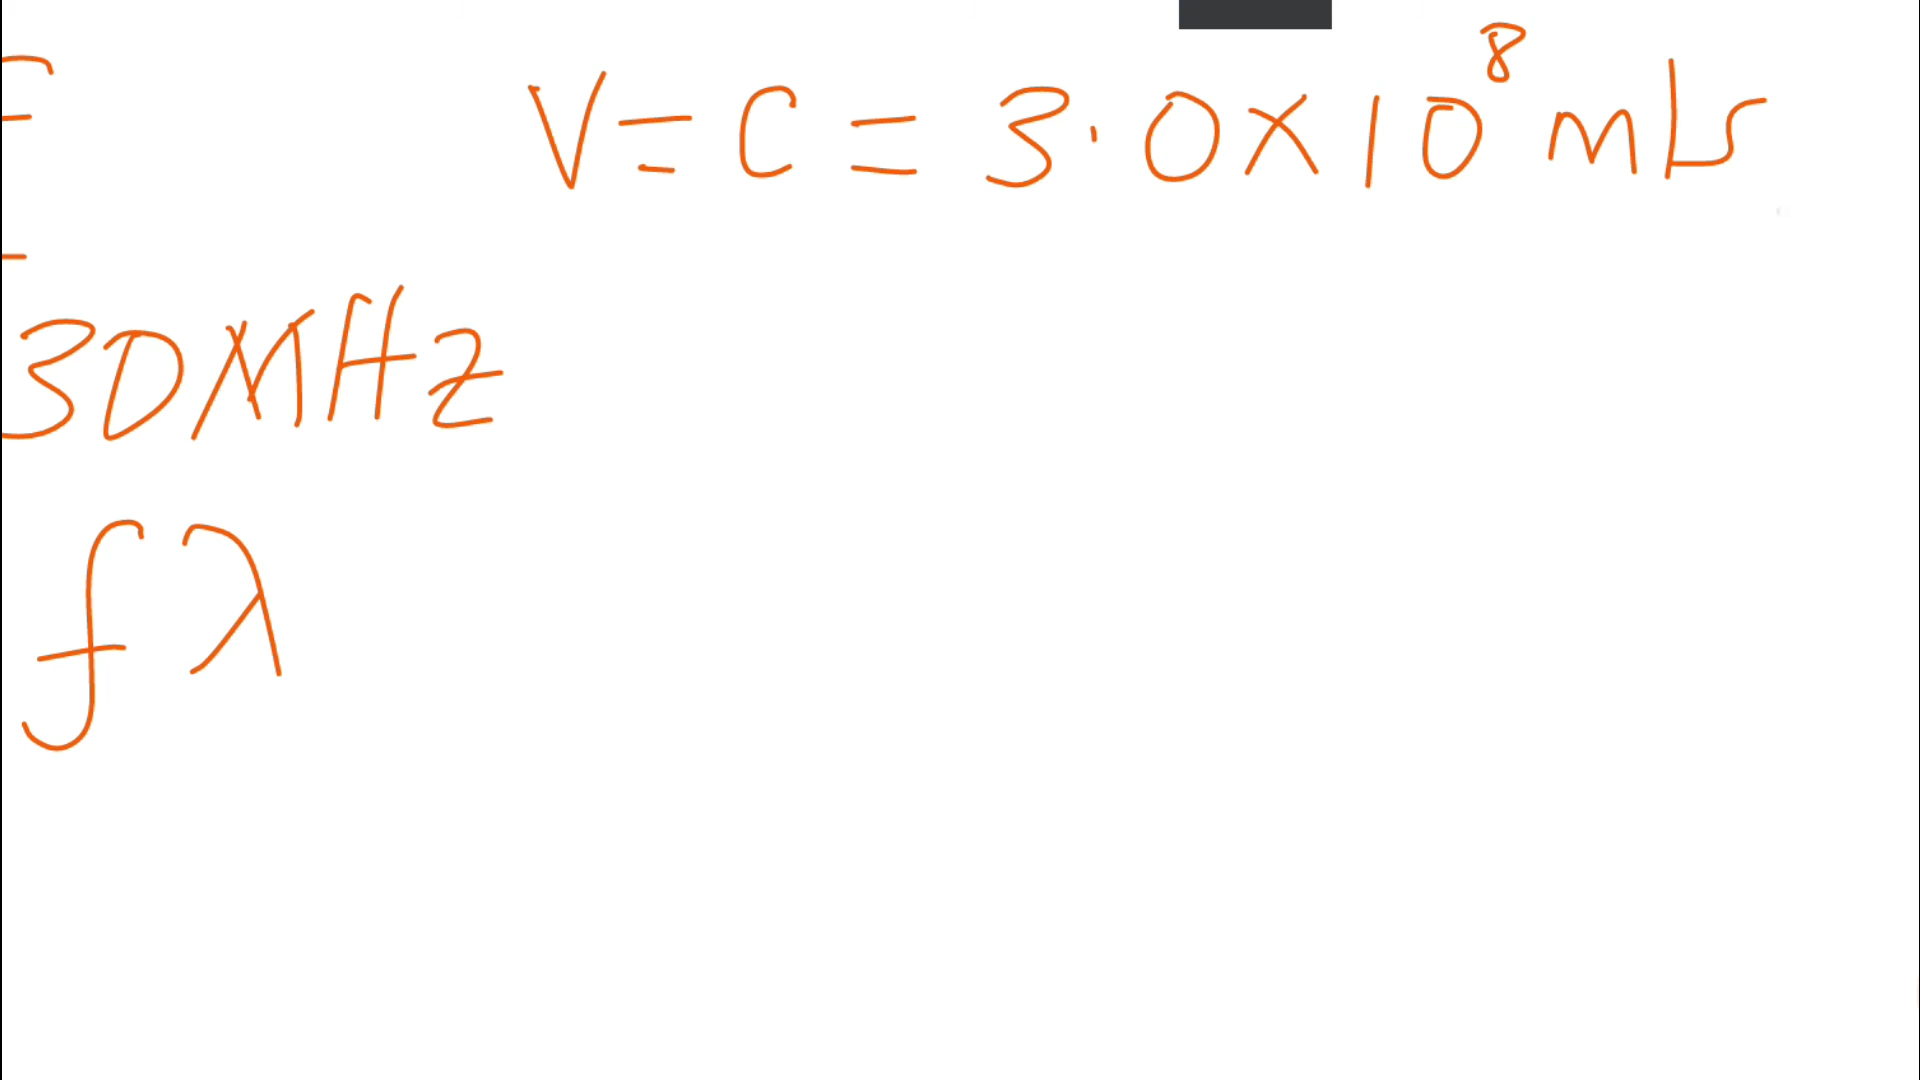 V = C = 3.0 x 10⁸ m/s
30MHz
fλ